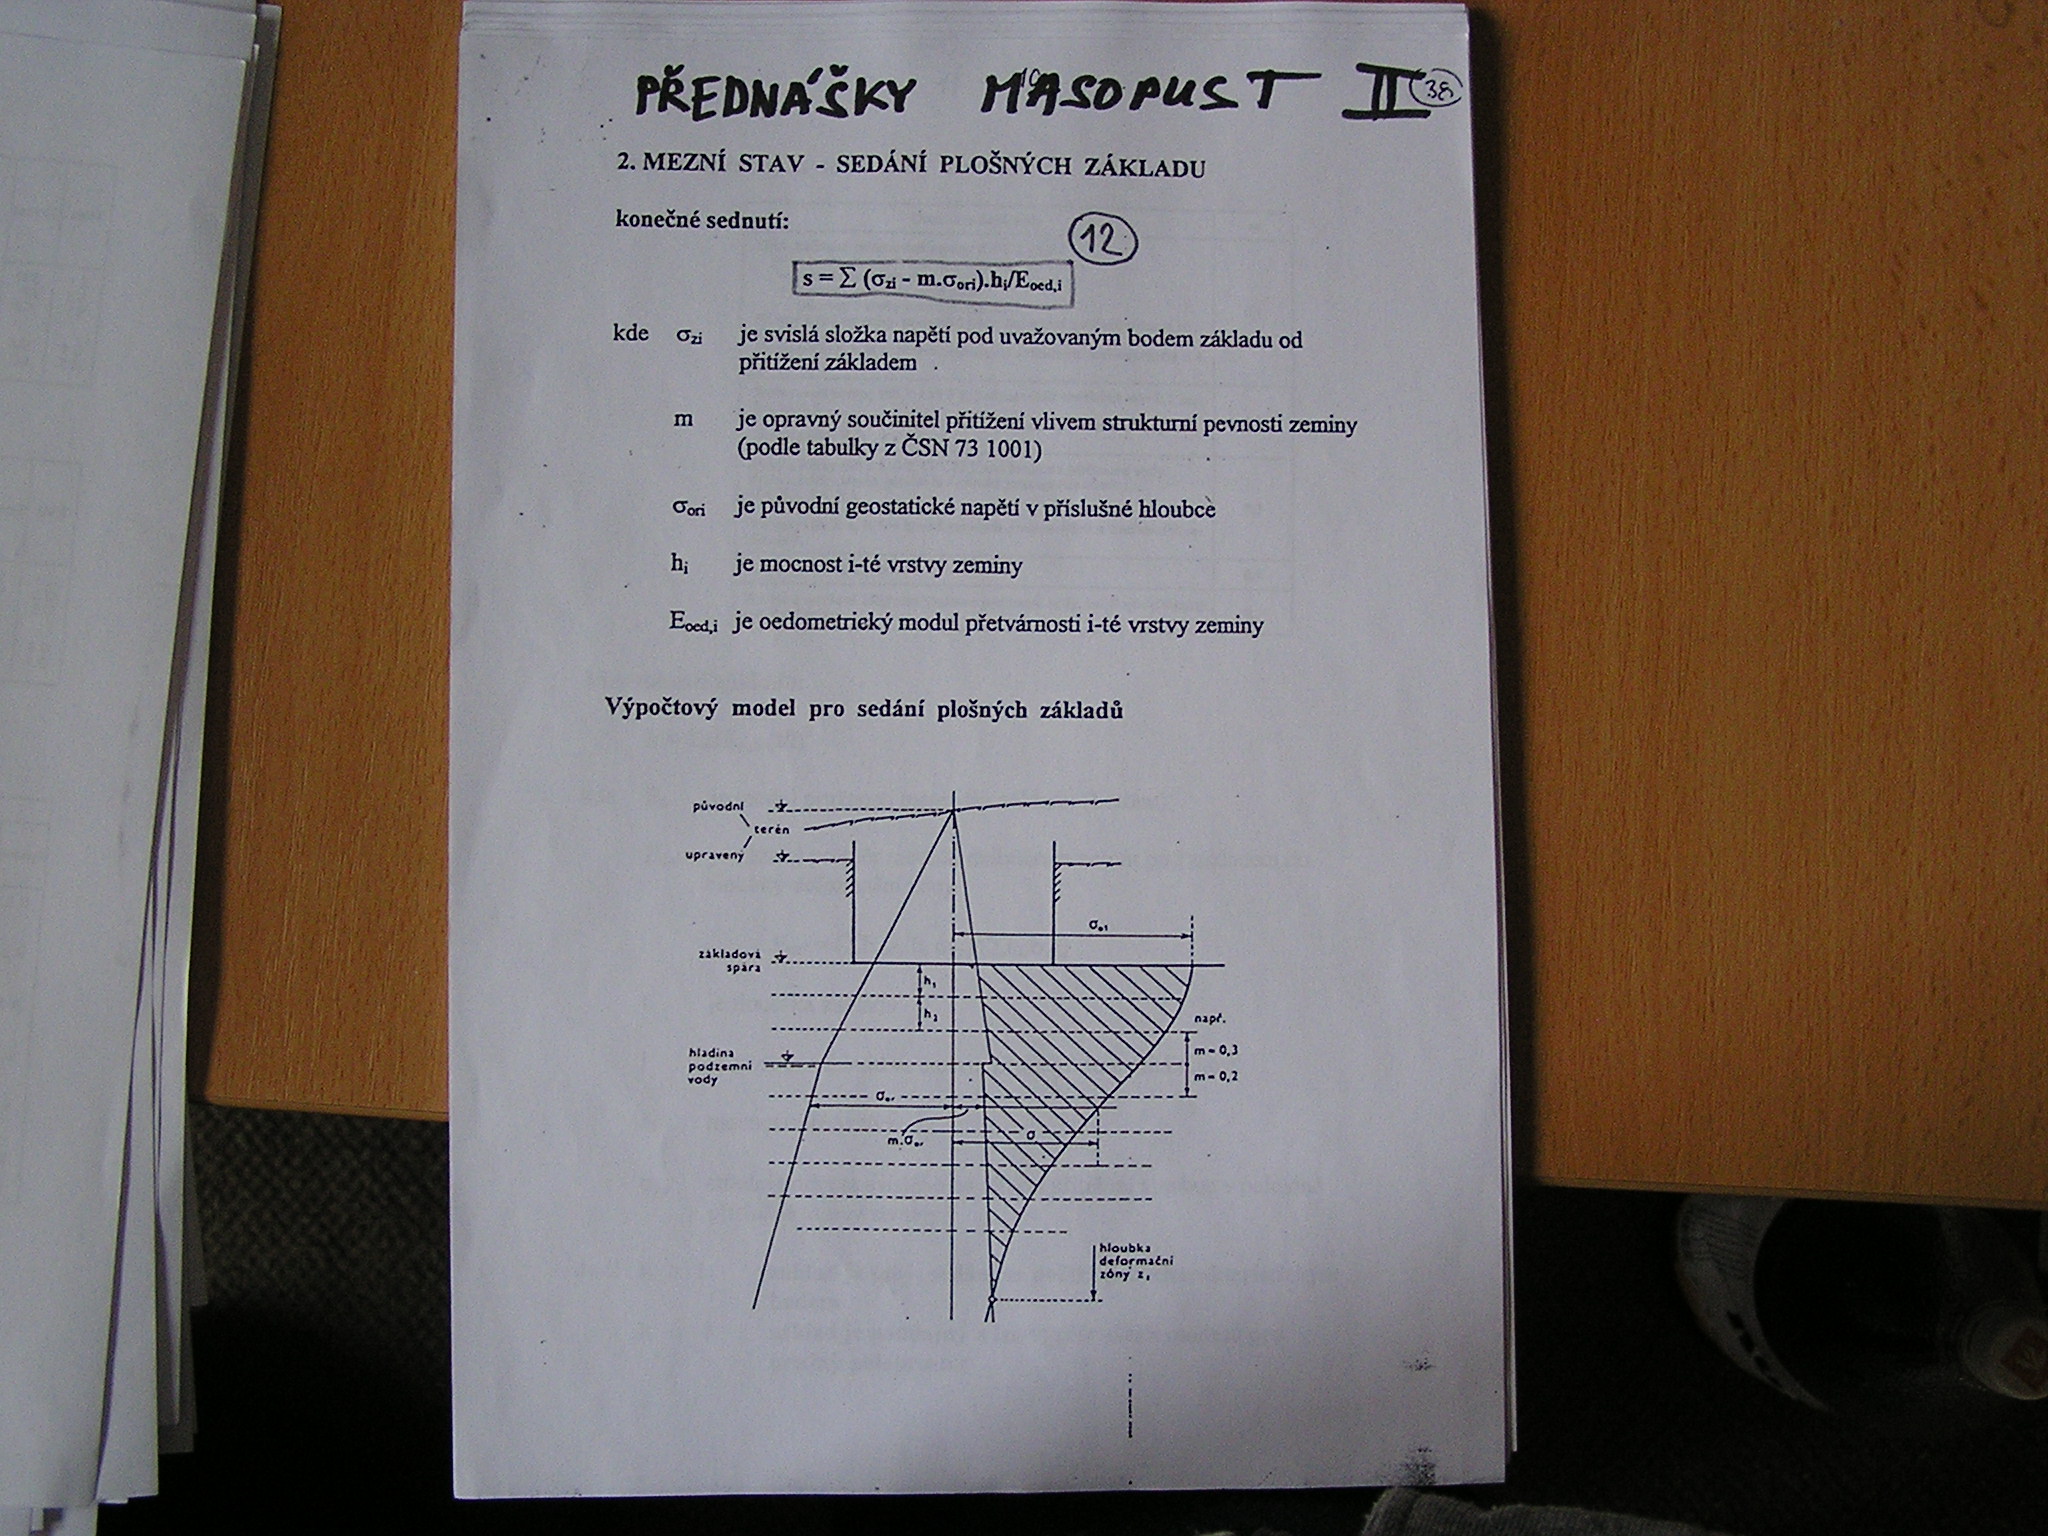 PŘEDNÁŠKY MASOPUST II 38
2. MEZNÍ STAV - SEDÁNÍ PLOŠNÝCH ZÁKLADU
konečné sednutí:
12
s = ∑ (σzi - m.σori).hi/Eoed,i
kde σzi je svislá složka napětí pod uvažovaným bodem základu od
přitížení základem
m je opravný součinitel přitížení vlivem strukturní pevnosti zeminy
(podle tabulky z ČSN 73 1001)
σori je původní geostatické napětí v příslušné hloubce
hi je mocnost i-té vrstvy zeminy
Eoed,i je oedometrický modul přetvárnosti i-té vrstvy zeminy
Výpočtový model pro sedání plošných základů
původní
terén
upravený
σol
základová
spára
h1
h2
např.
hladina
podzemní
vody
m = 0,3
m = 0,2
σor
m.σor
σ
hloubka
deformační
zóny zz